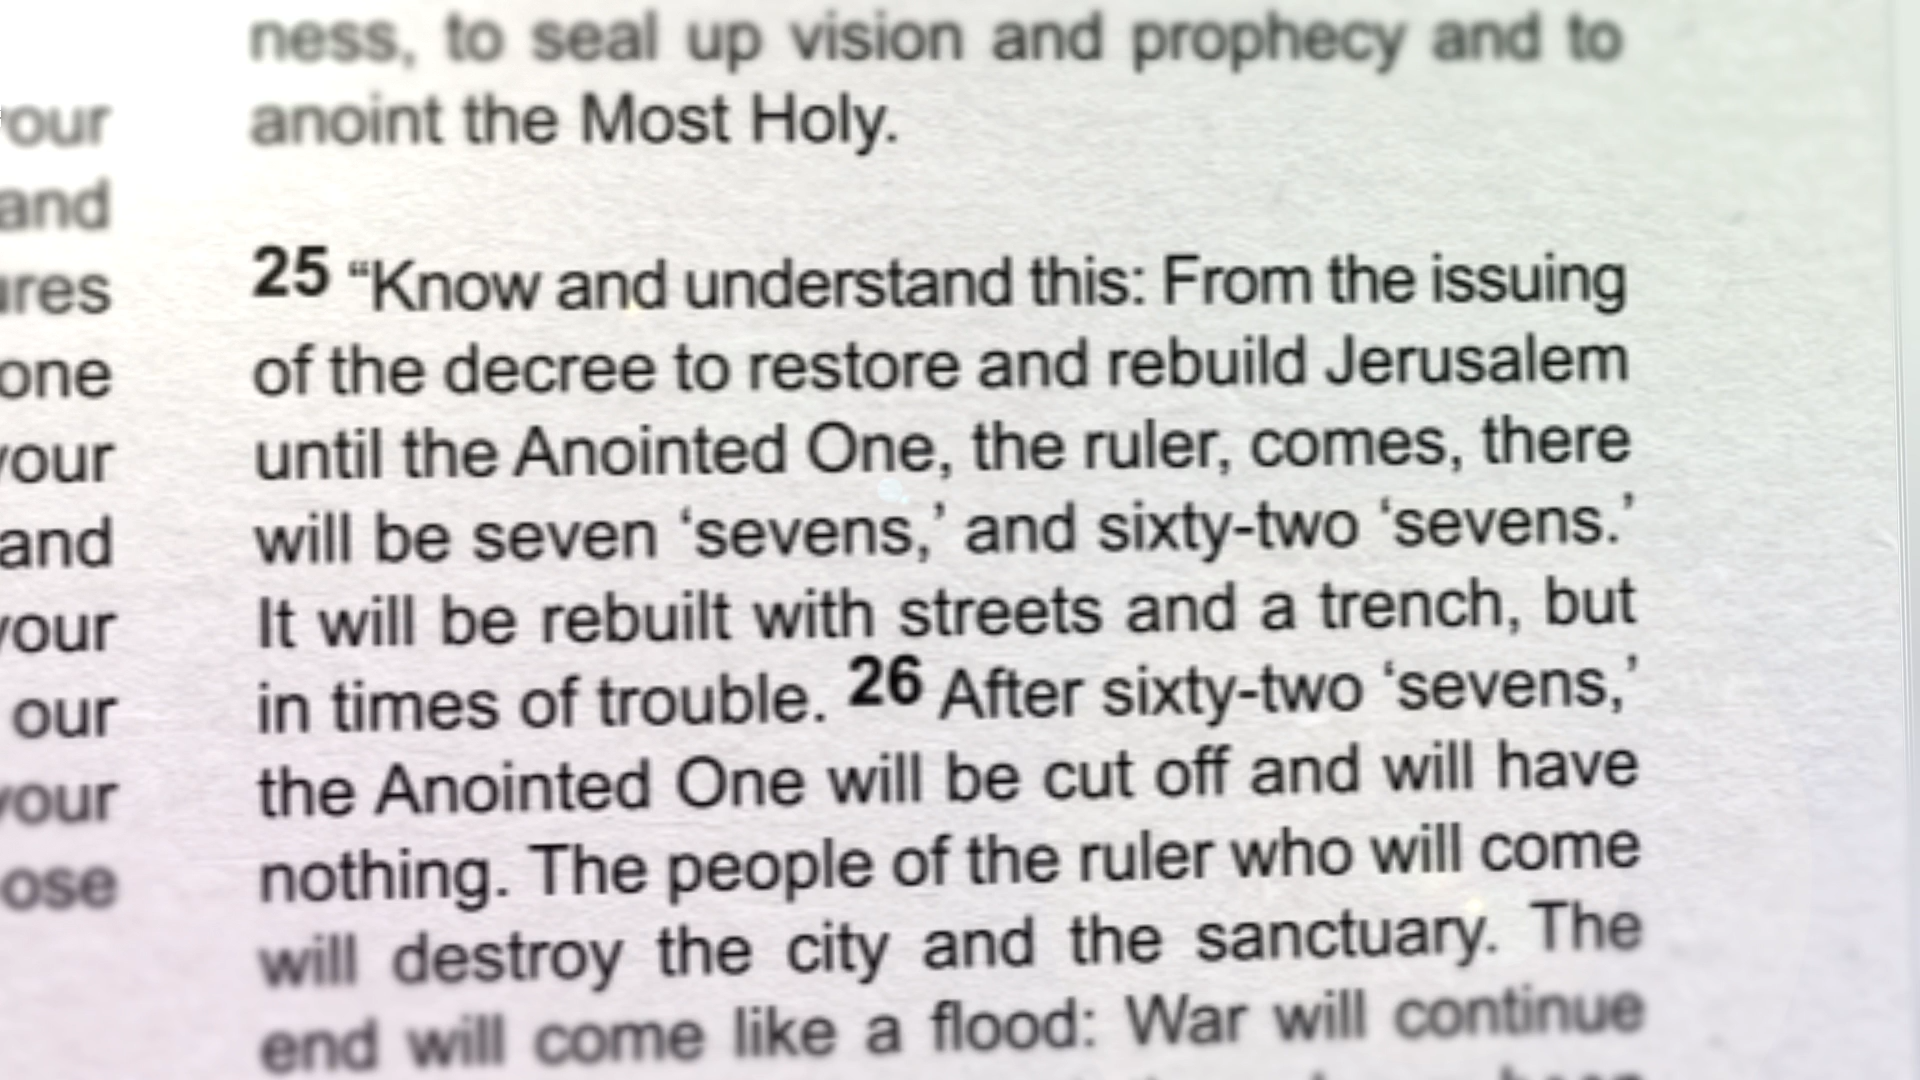 our
and
ures
one
your
and
your
our
your
ose
ness, to seal up vision and prophecy and to
anoint the Most Holy.
25 “Know and understand this: From the issuing
of the decree to restore and rebuild Jerusalem
until the Anointed One, the ruler, comes, there
will be seven ‘sevens,’ and sixty-two ‘sevens.’
It will be rebuilt with streets and a trench, but
in times of trouble. 26 After sixty-two ‘sevens,’
the Anointed One will be cut off and will have
nothing. The people of the ruler who will come
will destroy the city and the sanctuary. The
end will come like a flood: War will continue